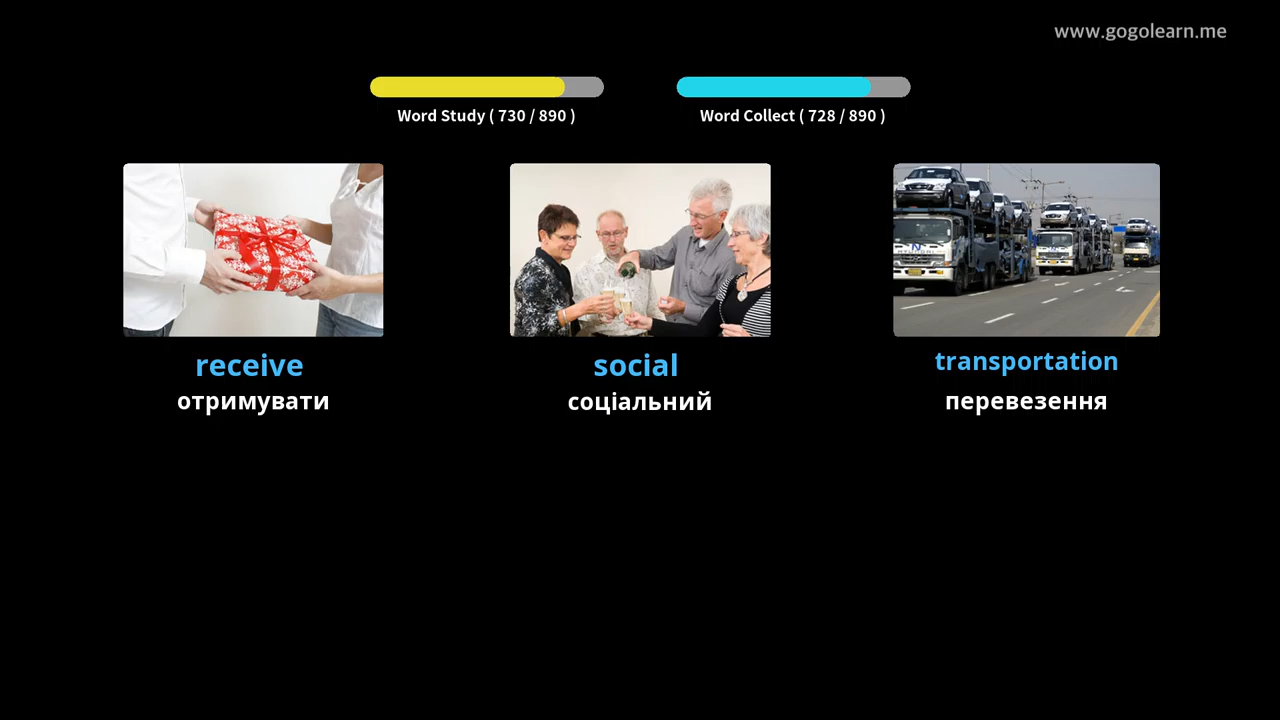 www.gogolearn.me
Word Study ( 730 / 890 )
Word Collect ( 728 / 890 )
receive
social
transportation
отримувати
соціальний
перевезення